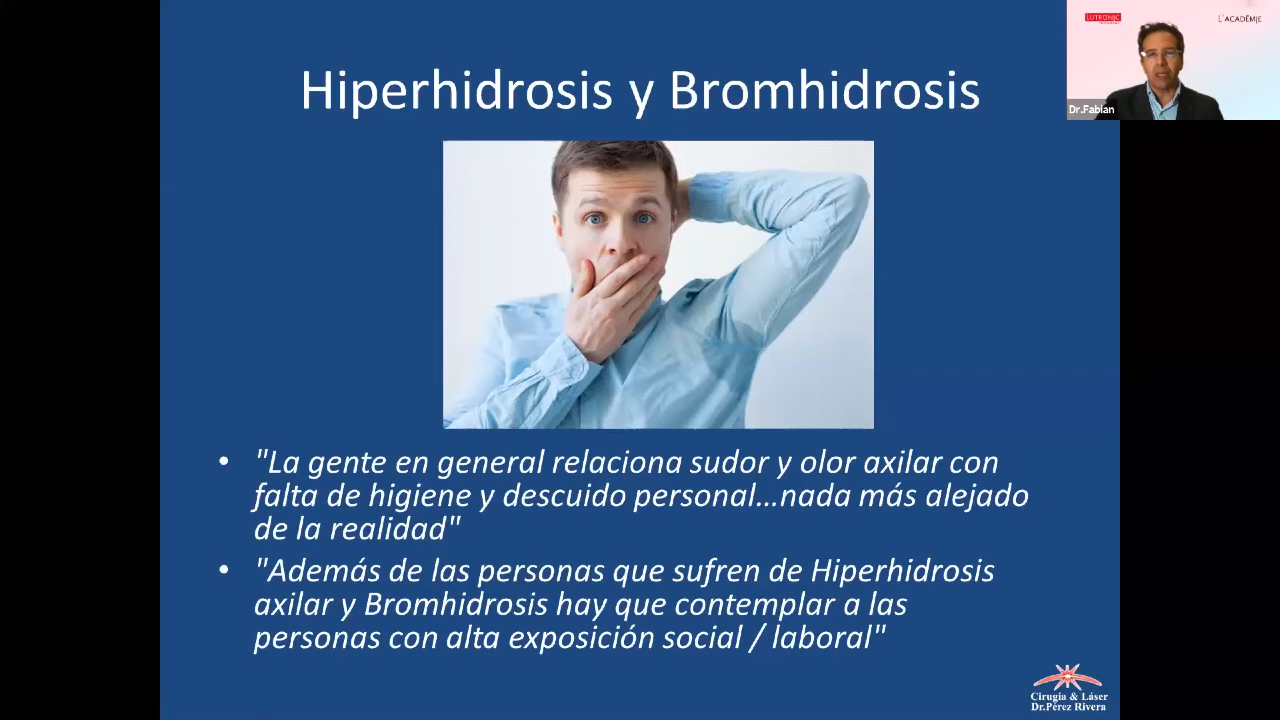 Hiperhidrosis y Bromhidrosis
LUTRONIC
L'ACADĒMIE
Dr.Fabian
• "La gente en general relaciona sudor y olor axilar con
falta de higiene y descuido personal...nada más alejado
de la realidad"
• "Además de las personas que sufren de Hiperhidrosis
axilar y Bromhidrosis hay que contemplar a las
personas con alta exposición social / laboral"
Cirugía & Láser
Dr.Pérez Rivera